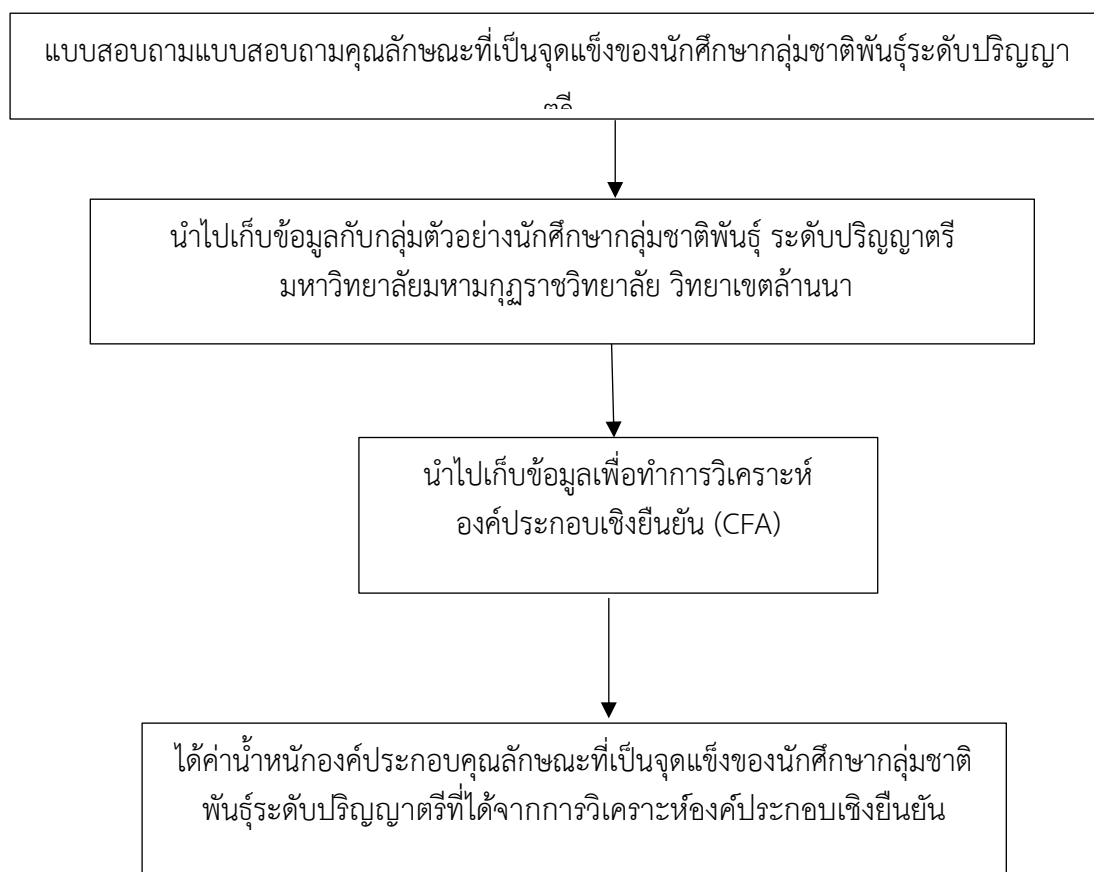 แบบสอบถามแบบสอบถามคุณลักษณะที่เป็นจุดแข็งของนักศึกษากลุ่มชาติพันธุ์ระดับปริญญา
ตรี
นำไปเก็บข้อมูลกับกลุ่มตัวอย่างนักศึกษากลุ่มชาติพันธุ์ ระดับปริญญาตรี
มหาวิทยาลัยมหามกุฏราชวิทยาลัย วิทยาเขตล้านนา
นำไปเก็บข้อมูลเพื่อทำการวิเคราะห์
องค์ประกอบเชิงยืนยัน (CFA)
ได้ค่าน้ำหนักองค์ประกอบคุณลักษณะที่เป็นจุดแข็งของนักศึกษากลุ่มชาติ
พันธุ์ระดับปริญญาตรีที่ได้จากการวิเคราะห์องค์ประกอบเชิงยืนยัน